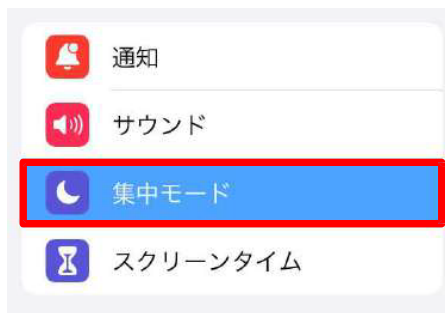 通知
サウンド
集中モード
スクリーンタイム